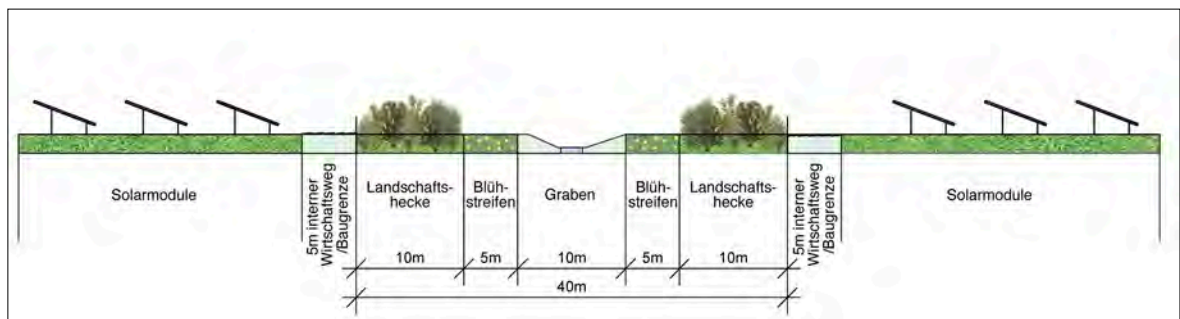 Solarmodule
5m interner
Wirtschaftsweg
/Baugrenze
Landschafts-
hecke
Blüh-
streifen
Graben
Blüh-
streifen
Landschafts-
hecke
5m interner
Wirtschaftsweg
/Baugrenze
Solarmodule
10m
5m
10m
5m
10m
40m